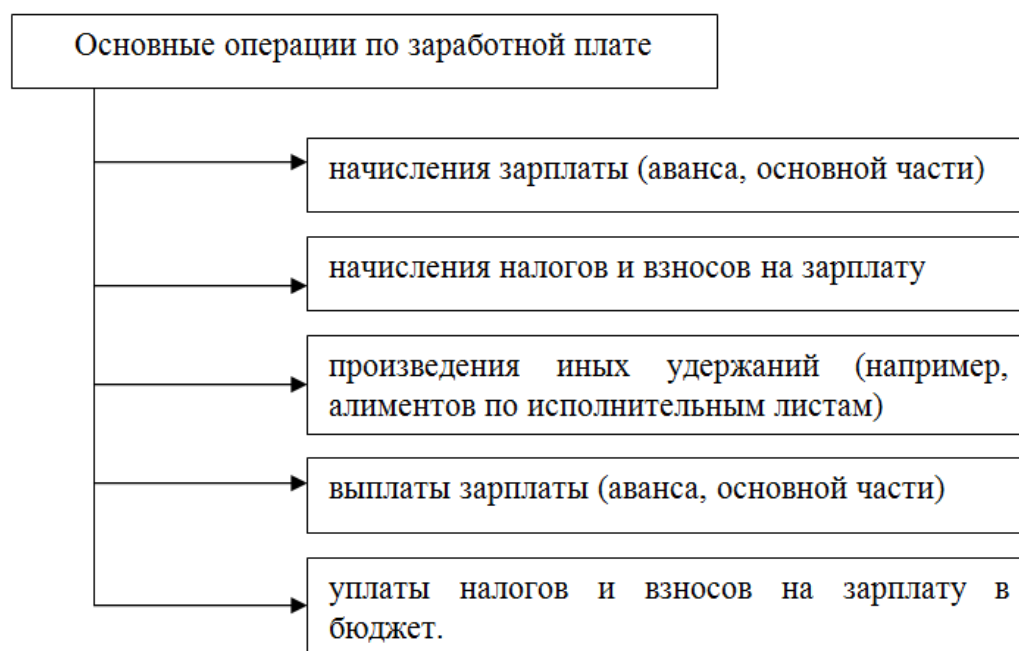 Основные операции по заработной плате
начисления зарплаты (аванса, основной части)
начисления налогов и взносов на зарплату
произведения иных удержаний (например,
алиментов по исполнительным листам)
выплаты зарплаты (аванса, основной части)
уплаты налогов и взносов на зарплату в
бюджет.